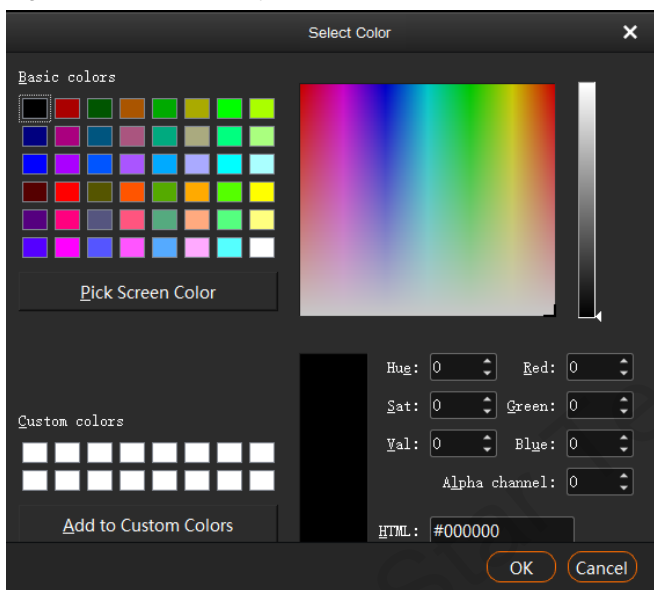 Select Color
Basic colors
Pick Screen Color
Hue: 0 Red: 0
Sat: 0 Green: 0
Val: 0 Blue: 0
Alpha channel: 0
Custom colors
Add to Custom Colors
HTML: #000000
OK Cancel